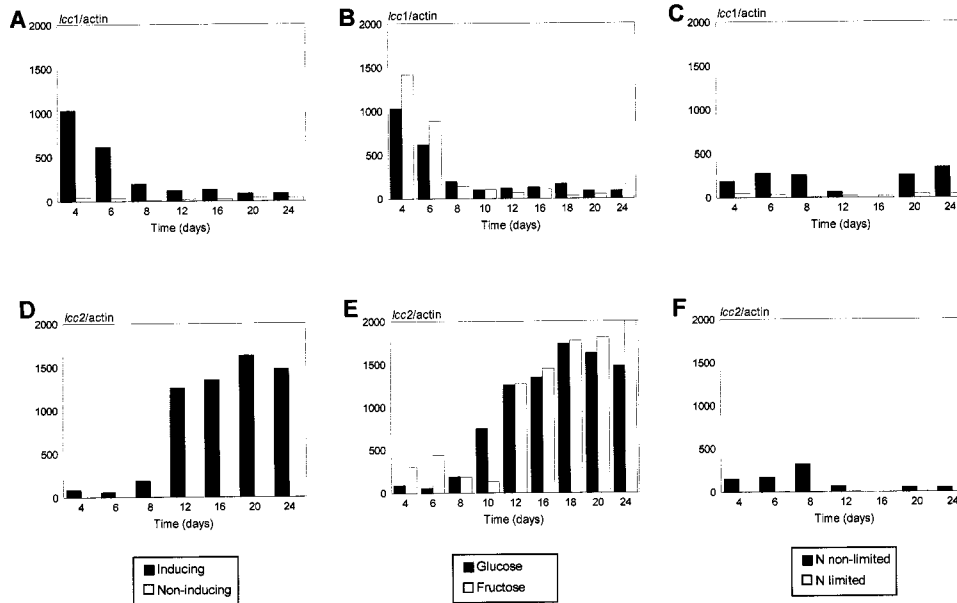 A
lcc1/actin
2000
1500
1000
500
0
4 6 8 12 16 20 24
Time (days)
B
lcc1/actin
2000
1500
1000
500
0
4 6 8 10 12 16 18 20 24
Time (days)
C
lcc1/actin
2000
1500
1000
500
0
4 6 8 12 16 20 24
Time (days)
D
lcc2/actin
2000
1500
1000
500
0
4 6 8 12 16 20 24
Time (days)
Inducing
Non-inducing
E
lcc2/actin
2000
1500
1000
500
0
4 6 8 10 12 16 18 20 24
Time (days)
Glucose
Fructose
F
lcc2/actin
2000
1500
1000
500
0
4 6 8 12 16 20 24
Time (days)
N non-limited
N limited